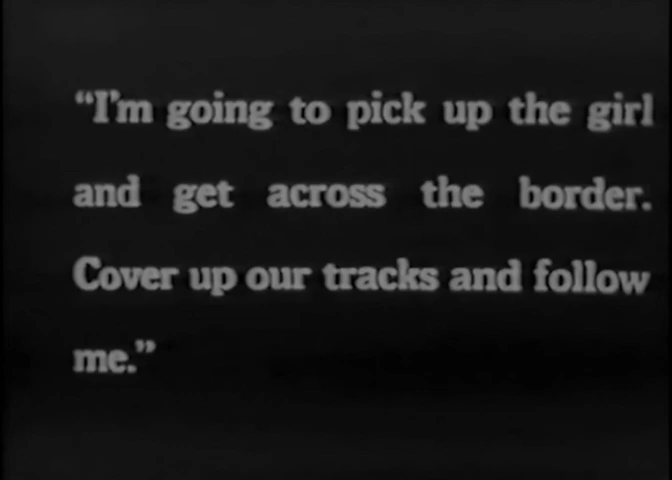 “I’m going to pick up the girl
and get across the border.
Cover up our tracks and follow
me.”